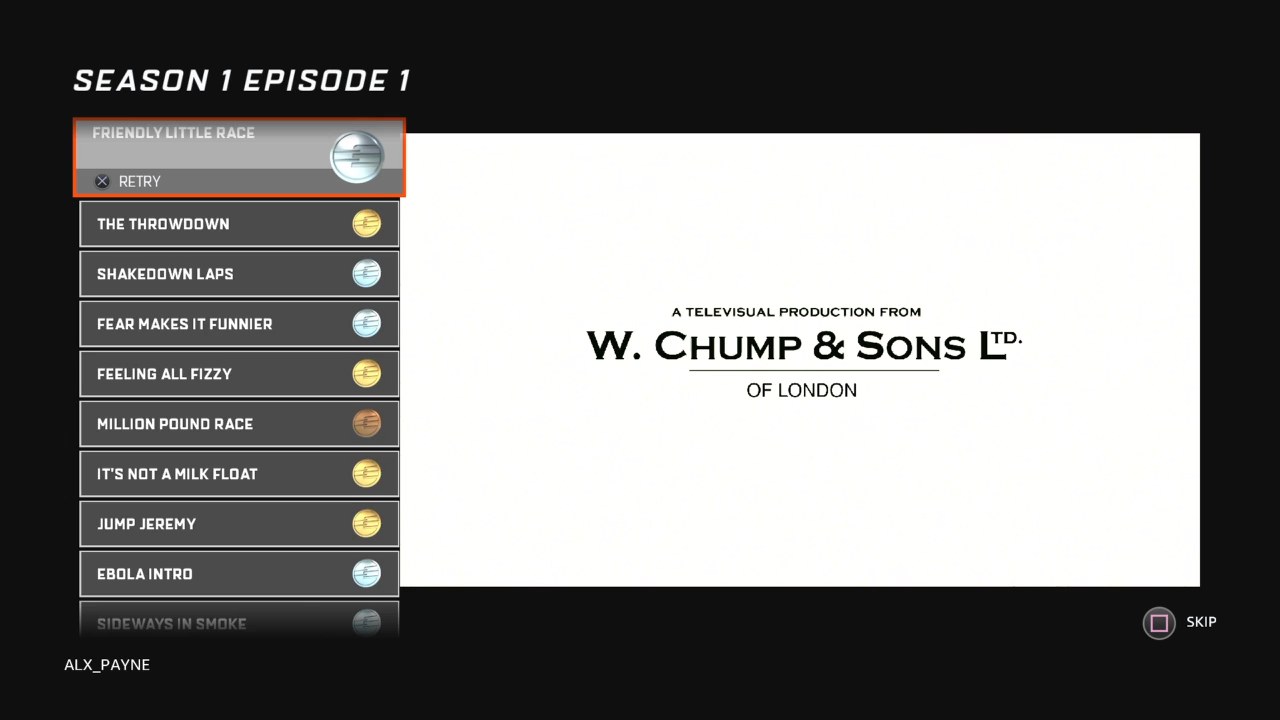 SEASON 1 EPISODE 1
FRIENDLY LITTLE RACE
RETRY
THE THROWDOWN
SHAKEDOWN LAPS
FEAR MAKES IT FUNNIER
FEELING ALL FIZZY
MILLION POUND RACE
IT'S NOT A MILK FLOAT
JUMP JEREMY
EBOLA INTRO
SIDEWAYS IN SMOKE
A TELEVISUAL PRODUCTION FROM
W. CHUMP & SONS LTD.
OF LONDON
SKIP
ALX_PAYNE